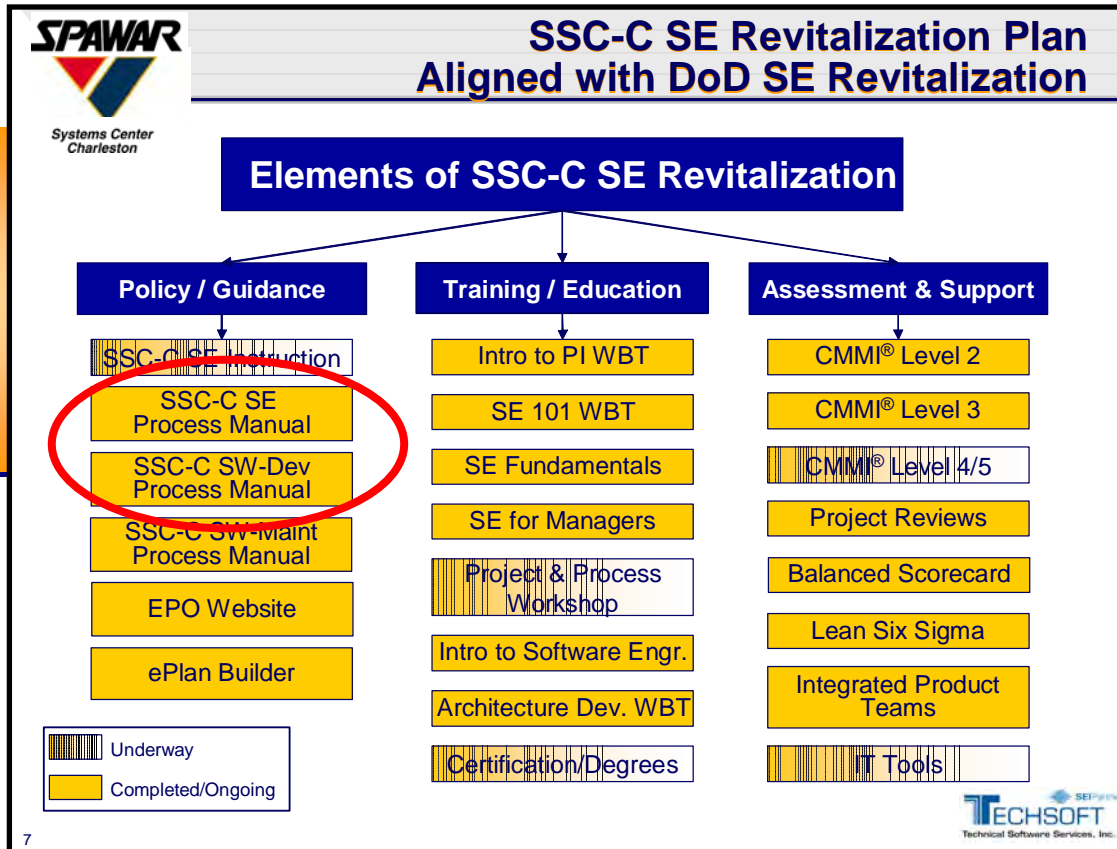 SPAWAR
Systems Center
Charleston
SSC-C SE Revitalization Plan
Aligned with DoD SE Revitalization
Elements of SSC-C SE Revitalization
Policy / Guidance
SSC-C SE Instruction
SSC-C SE
Process Manual
SSC-C SW-Dev
Process Manual
SSC-C SW-Maint
Process Manual
EPO Website
ePlan Builder
Training / Education
Intro to PI WBT
SE 101 WBT
SE Fundamentals
SE for Managers
Project & Process
Workshop
Intro to Software Engr.
Architecture Dev. WBT
Certification/Degrees
Assessment & Support
CMMI® Level 2
CMMI® Level 3
CMMI® Level 4/5
Project Reviews
Balanced Scorecard
Lean Six Sigma
Integrated Product
Teams
IT Tools
Underway
Completed/Ongoing
7
SEI
TECHSOFT
Technical Software Services, Inc.